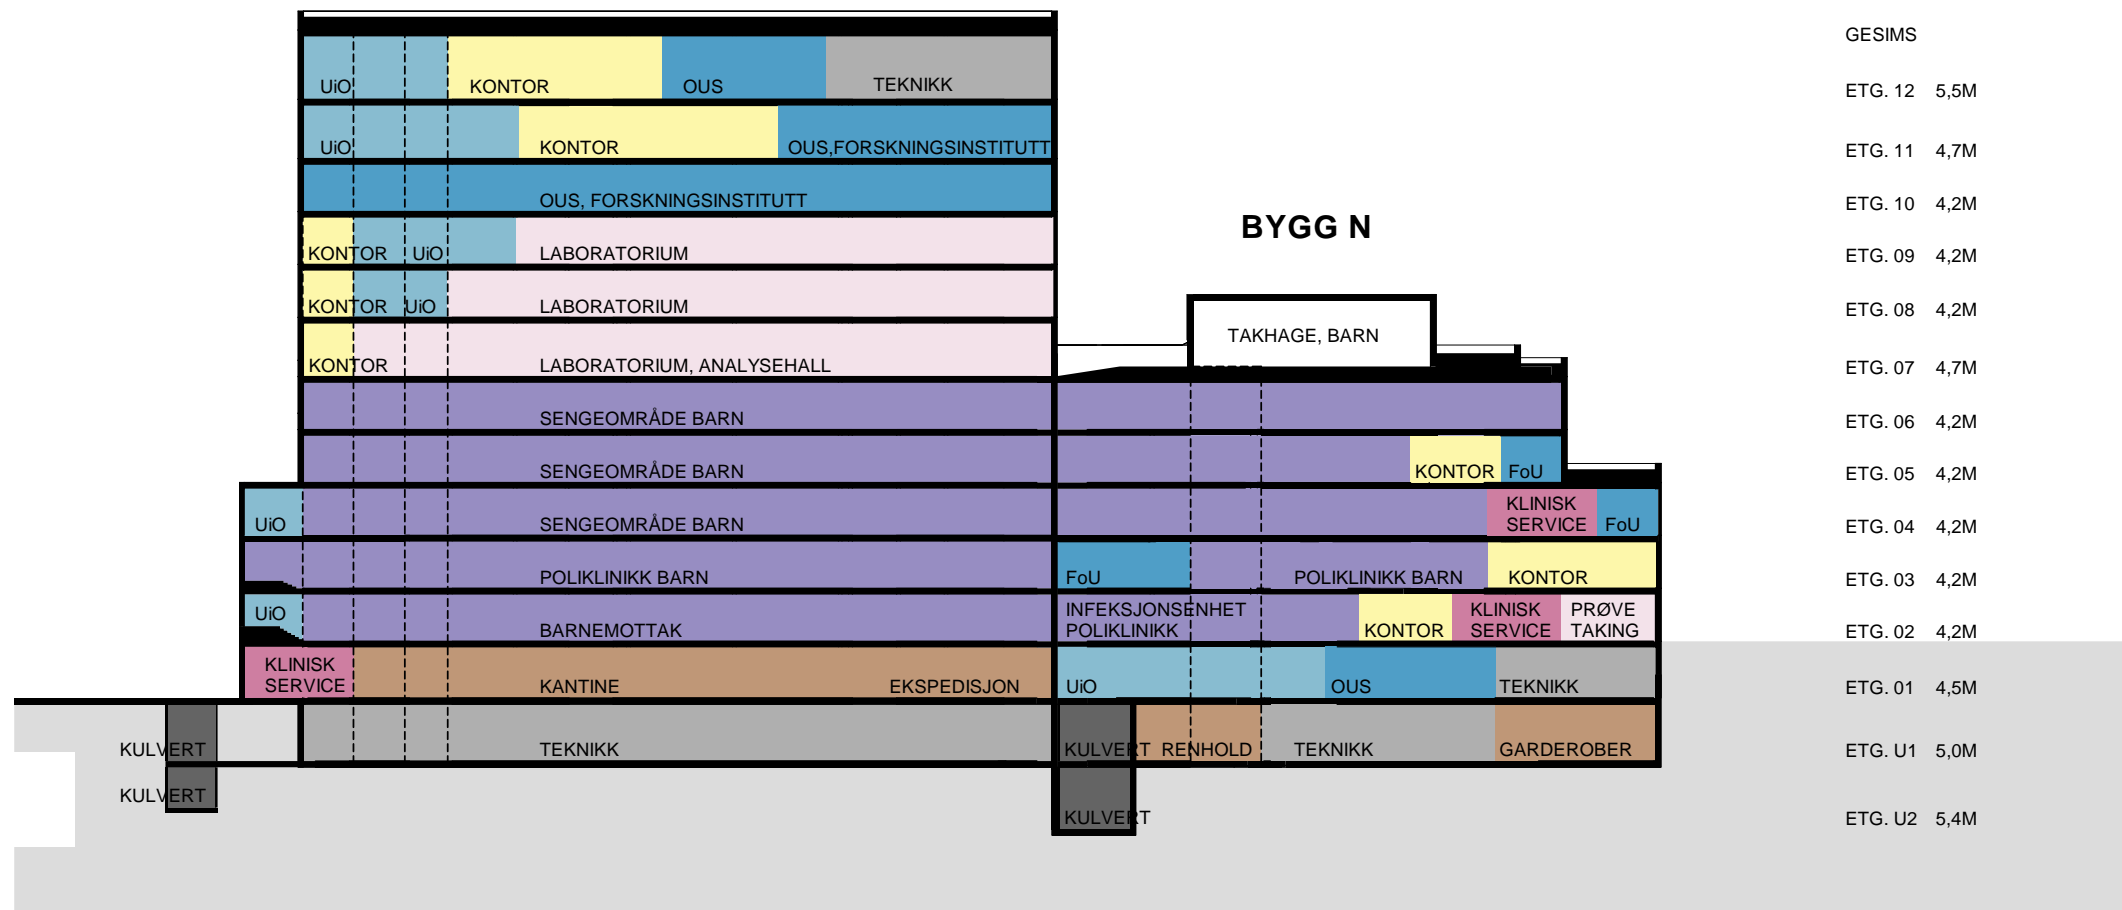 GESIMS
UiO KONTOR OUS TEKNIKK ETG. 12 5,5M
UiO KONTOR OUS,FORSKNINGSINSTITUTT ETG. 11 4,7M
OUS, FORSKNINGSINSTITUTT ETG. 10 4,2M
BYGG N
KONTOR UiO LABORATORIUM ETG. 09 4,2M
KONTOR UiO LABORATORIUM ETG. 08 4,2M
TAKHAGE, BARN
KONTOR LABORATORIUM, ANALYSEHALL ETG. 07 4,7M
SENGEOMRÅDE BARN ETG. 06 4,2M
SENGEOMRÅDE BARN KONTOR FoU ETG. 05 4,2M
KLINISK
UiO SENGEOMRÅDE BARN SERVICE FoU ETG. 04 4,2M
POLIKLINIKK BARN FoU POLIKLINIKK BARN KONTOR ETG. 03 4,2M
UiO INFEKSJONSENHET KLINISK PRØVE
BARNEMOTTAK POLIKLINIKK KONTOR SERVICE TAKING ETG. 02 4,2M
KLINISK
SERVICE KANTINE EKSPEDISJON UiO OUS TEKNIKK ETG. 01 4,5M
KULVERT TEKNIKK KULVERT RENHOLD TEKNIKK GARDEROBER ETG. U1 5,0M
KULVERT
KULVERT ETG. U2 5,4M